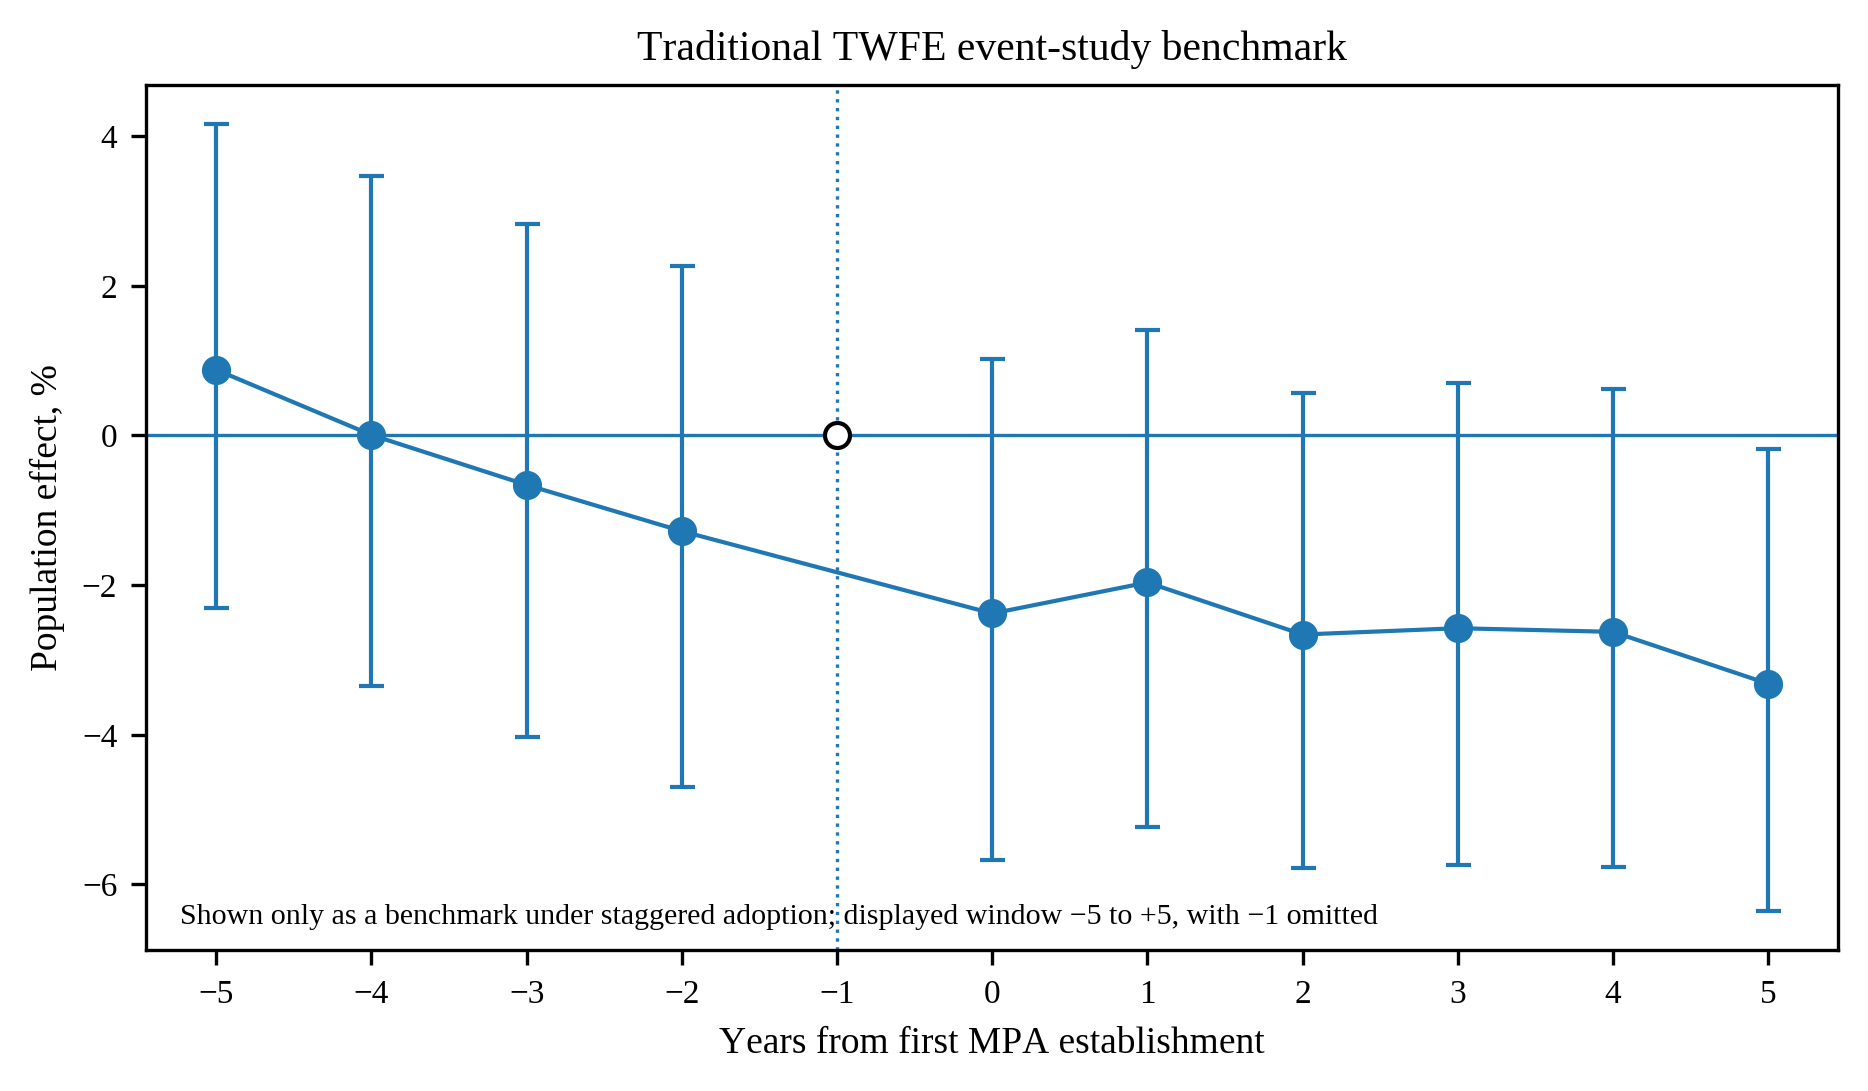 Traditional TWFE event-study benchmark
Population effect, %
4
2
0
−2
−4
−6
Shown only as a benchmark under staggered adoption; displayed window −5 to +5, with −1 omitted
−5 −4 −3 −2 −1 0 1 2 3 4 5
Years from first MPA establishment